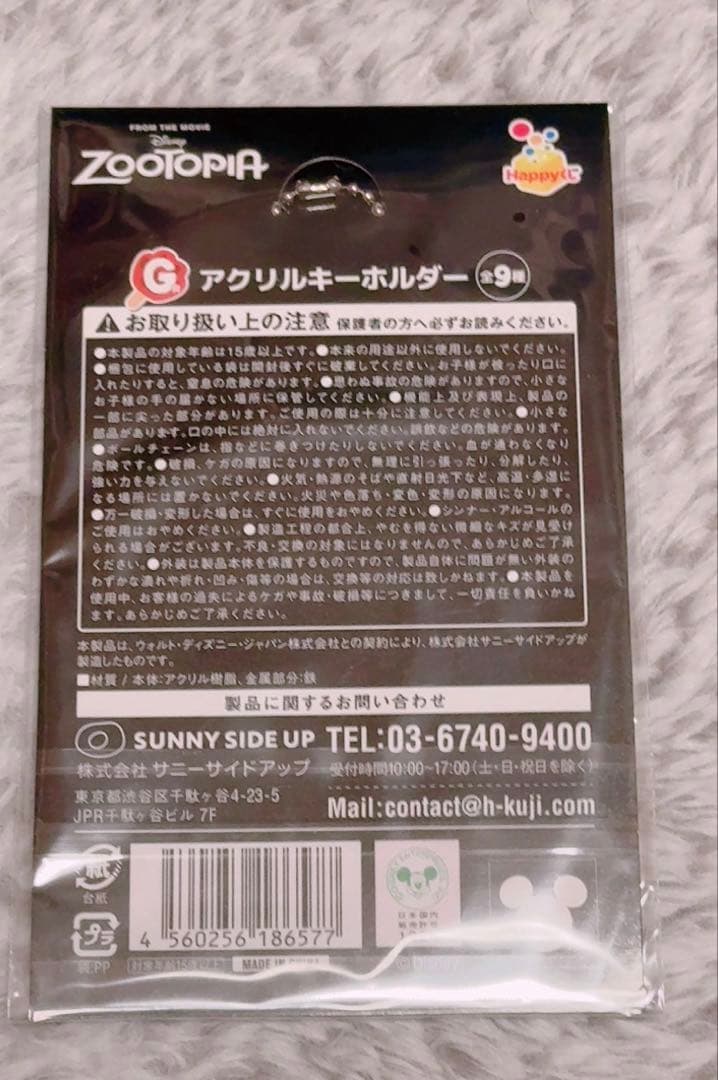 FROM THE MOVIE
Disney
ZOOTOPIA
Happyくじ
G賞 アクリルキーホルダー 全9種
お取り扱い上の注意 保護者の方へ必ずお読みください。
●本製品の対象年齢は15歳以上です。●本来の用途以外に使用しないでください。
●梱包に使用している袋は開封後すぐに破棄してください。お子様が被ったり口に
入れたりすると、窒息の危険があります。●思わぬ事故の危険がありますので、小さな
お子様の手の届かない場所に保管してください。●機能上及び表現上、製品の
一部に尖った部分があります。ご使用の際は十分に注意してください。●小さな
部品があります。口の中には絶対に入れないでください。誤飲などの危険があります。
●ボールチェーンは、指などに巻きつけたりしないでください。血が通わなくなり
危険です。●破損、ケガの原因になりますので、無理に引っ張ったり、分解したり、
強い力を与えないでください。●火気・熱源のそばや直射日光下など、高温・多湿に
なる場所には置かないでください。火災や色落ち・変色・変形の原因になります。
●万一破損・変形した場合は、すぐに使用をおやめください。●シンナー・アルコールの
ご使用はおやめください。●製造工程の都合上、やむを得ない微細なキズが見受け
られる場合がございます。不良・交換の対象にはなりませんので、あらかじめご了承
ください。●外装は製品本体を保護するものですので、製品自体に問題が無い外装の
わずかな潰れや折れ・凹み・傷等の場合は、交換等の対応は致しかねます。●本製品を
使用中、お客様の過失によるケガや事故・破損等につきまして、一切責任を負いかね
ます。あらかじめご了承ください。
本製品は、ウォルト・ディズニー・ジャパン株式会社との契約により、株式会社サニーサイドアップが
製造したものです。
■材質 / 本体:アクリル樹脂、金属部分:鉄
製品に関するお問い合わせ
SUNNY SIDE UP TEL:03-6740-9400
株式会社 サニーサイドアップ 受付時間10:00~17:00(土・日・祝日を除く)
東京都渋谷区千駄ヶ谷4-23-5
JPR千駄ヶ谷ビル 7F
Mail:contact@h-kuji.com
紙
台紙
プラ
袋:PP
4 560256 186577
対象年齢15歳以上
MADE IN CHINA
日本国内